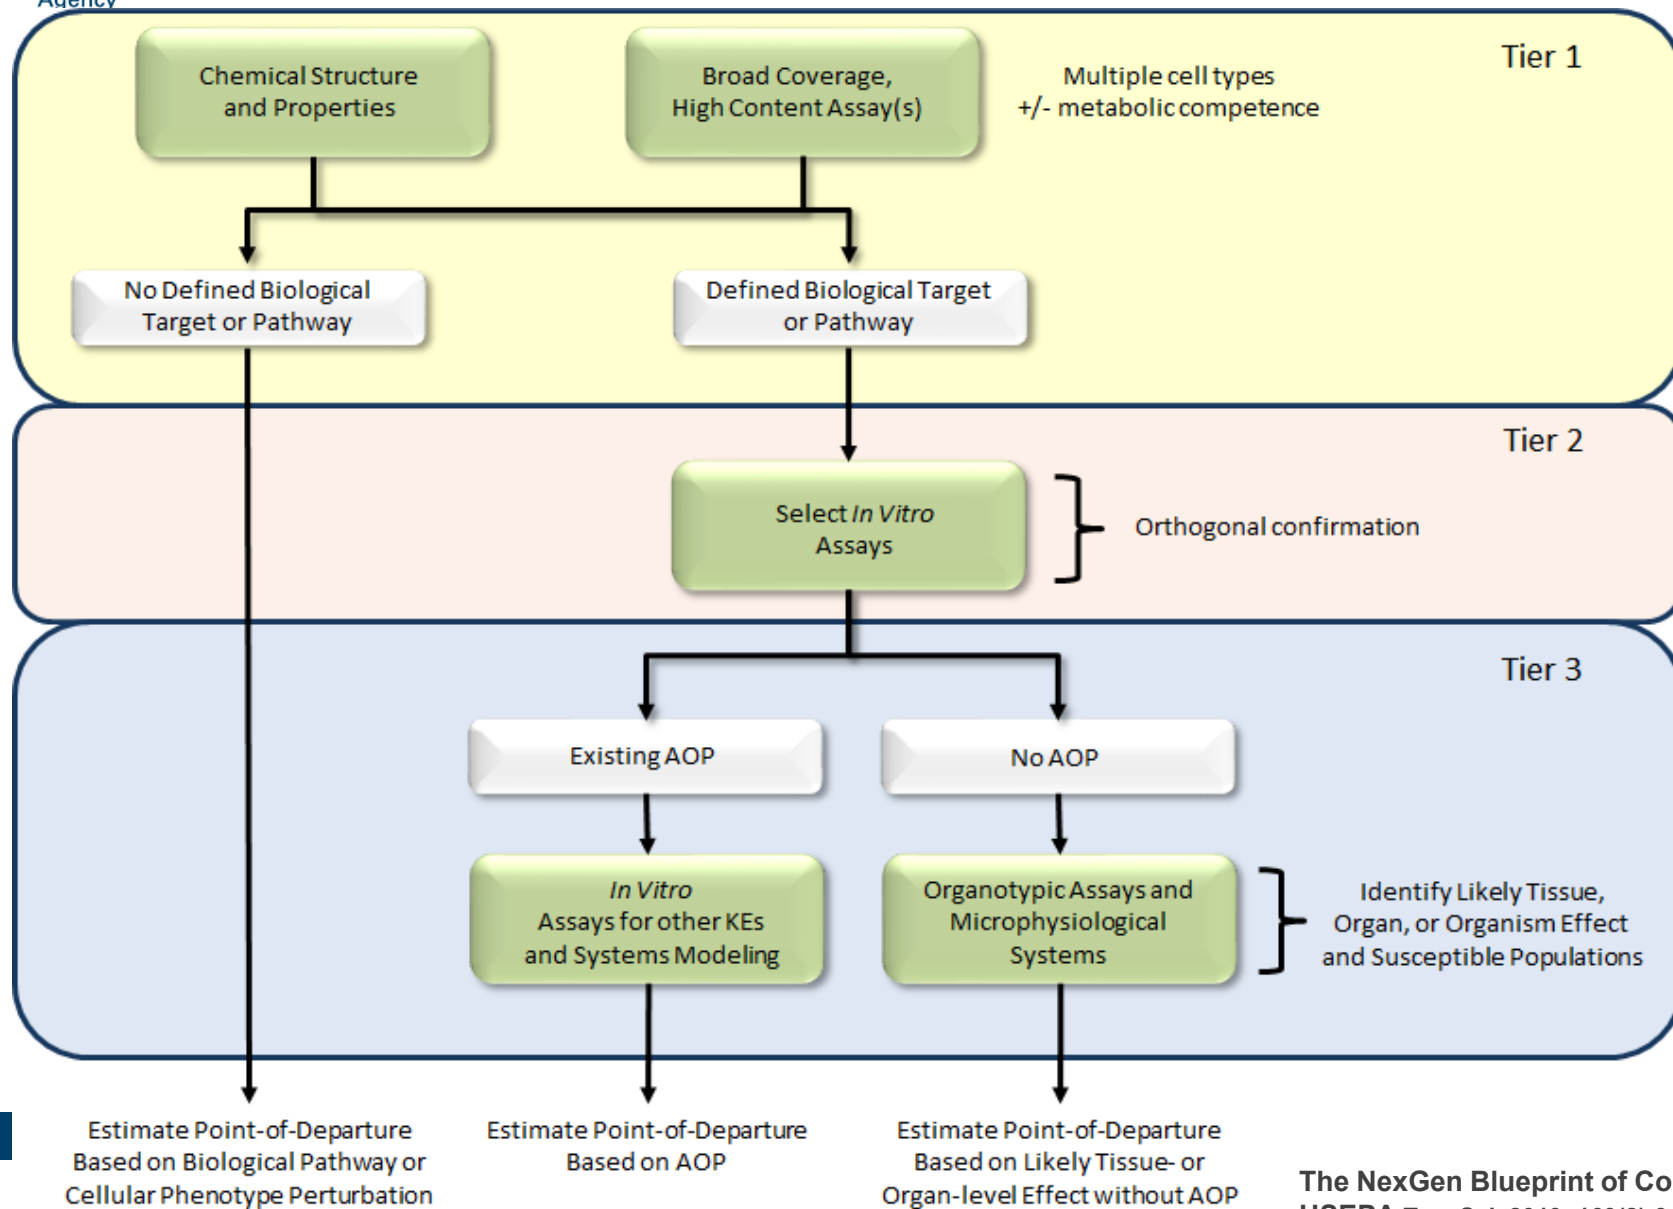 Agency
Tier 1
Chemical Structure
and Properties
Broad Coverage,
High Content Assay(s)
Multiple cell types
+/- metabolic competence
No Defined Biological
Target or Pathway
Defined Biological Target
or Pathway
Tier 2
Select In Vitro
Assays
Orthogonal confirmation
Tier 3
Existing AOP
No AOP
In Vitro
Assays for other KEs
and Systems Modeling
Organotypic Assays and
Microphysiological
Systems
Identify Likely Tissue,
Organ, or Organism Effect
and Susceptible Populations
Estimate Point-of-Departure
Based on Biological Pathway or
Cellular Phenotype Perturbation
Estimate Point-of-Departure
Based on AOP
Estimate Point-of-Departure
Based on Likely Tissue- or
Organ-level Effect without AOP
The NexGen Blueprint of Co
USEPA